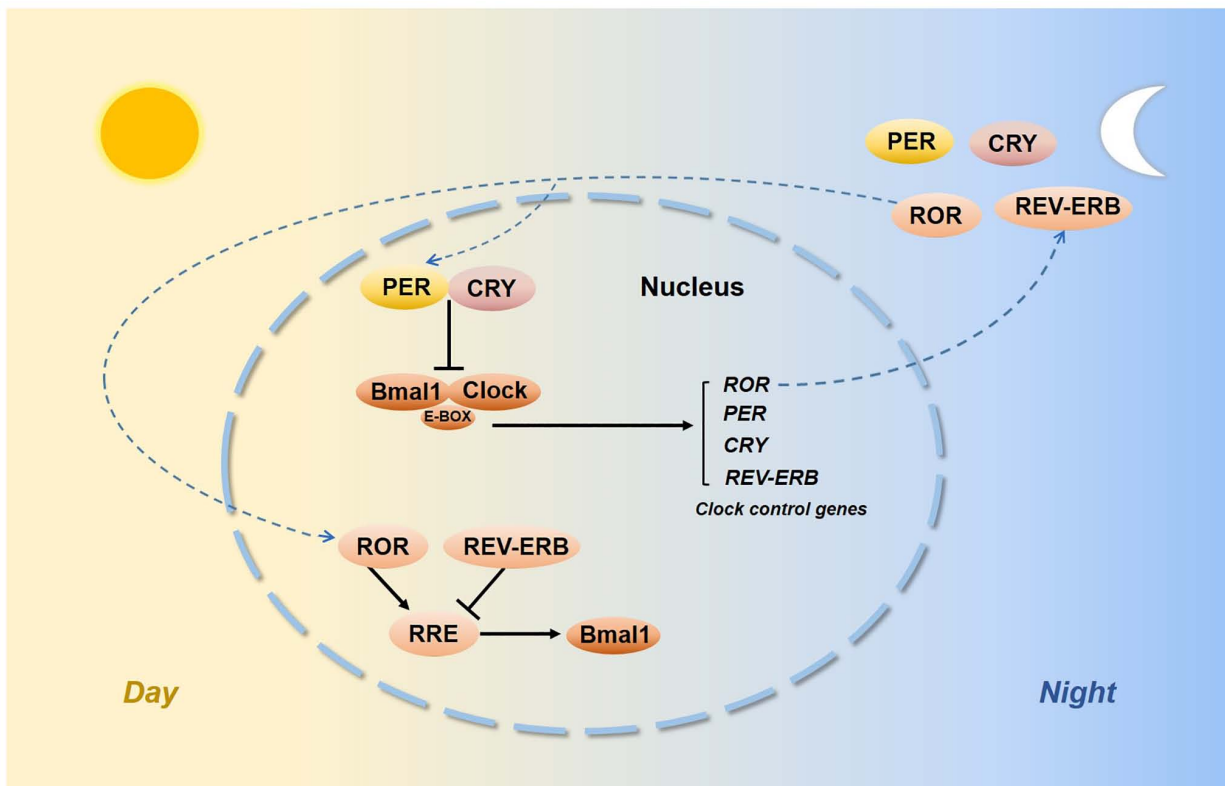 PER CRY
ROR REV-ERB
PER CRY
Nucleus
Bmal1 Clock
E-BOX
ROR
PER
CRY
REV-ERB
Clock control genes
ROR REV-ERB
RRE Bmal1
Day Night